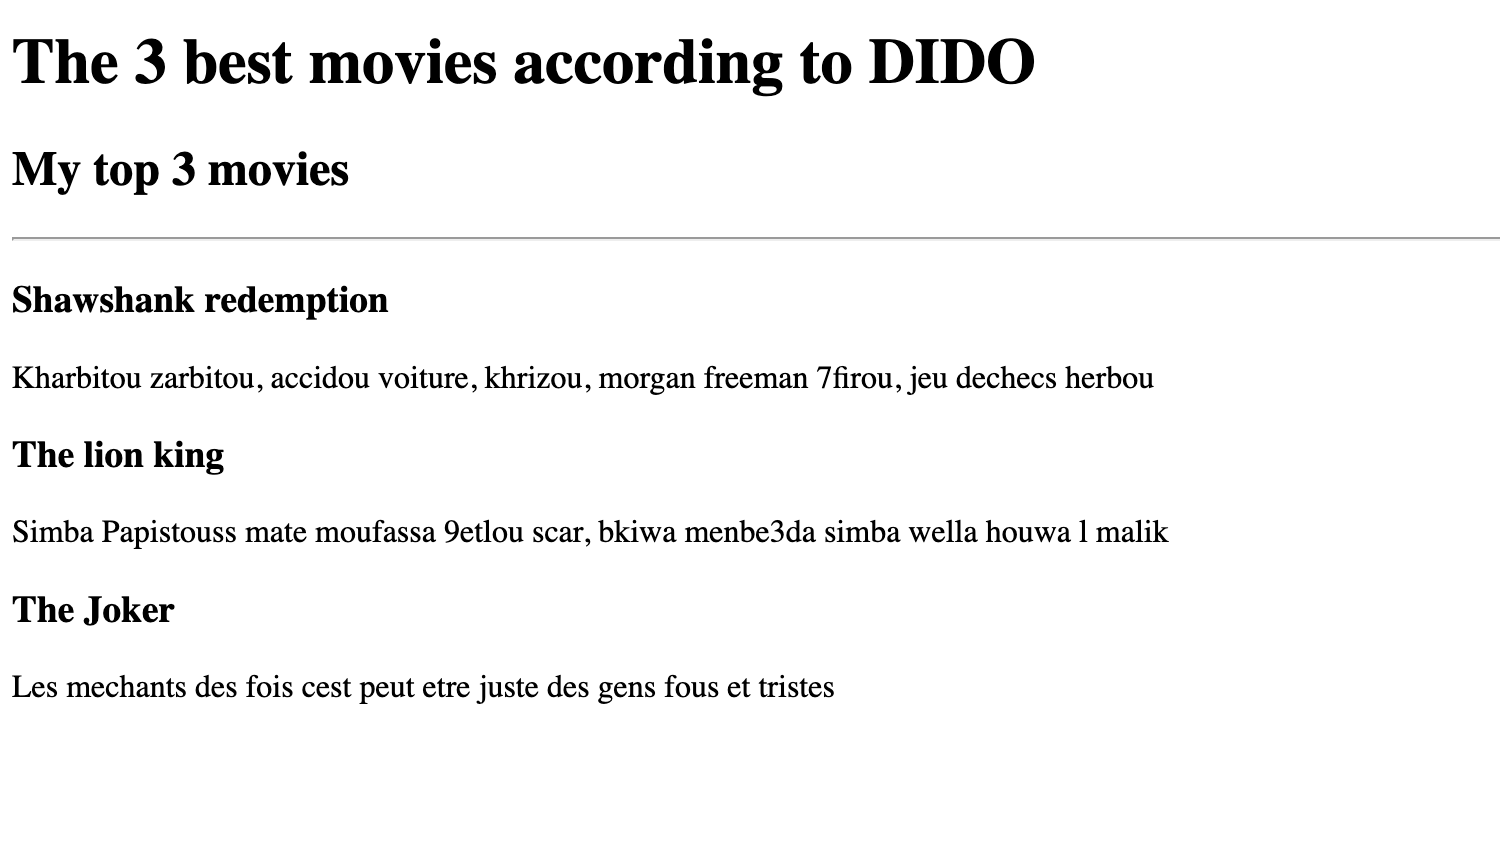 The 3 best movies according to DIDO
My top 3 movies
Shawshank redemption
Kharbitou zarbitou, accidou voiture, khrizou, morgan freeman 7firou, jeu dechecs herbou
The lion king
Simba Papistouss mate moufassa 9etlou scar, bkiwa menbe3da simba wella houwa l malik
The Joker
Les mechants des fois cest peut etre juste des gens fous et tristes